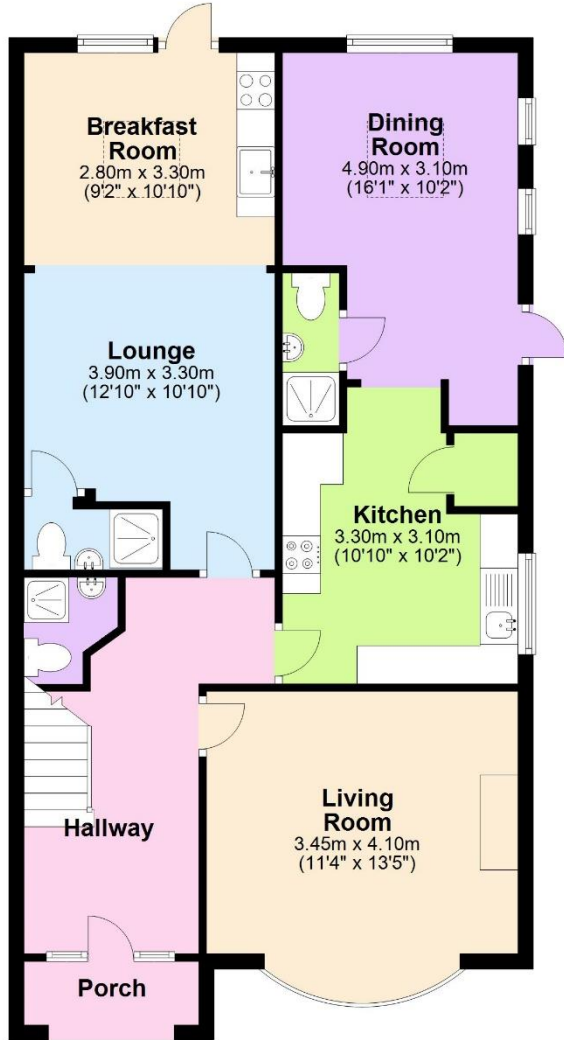 Breakfast
Room
2.80m x 3.30m
(9'2" x 10'10")
Dining
Room
4.90m x 3.10m
(16'1" x 10'2")
Lounge
3.90m x 3.30m
(12'10" x 10'10")
Kitchen
3.30m x 3.10m
(10'10" x 10'2")
Living
Room
3.45m x 4.10m
(11'4" x 13'5")
Hallway
Porch